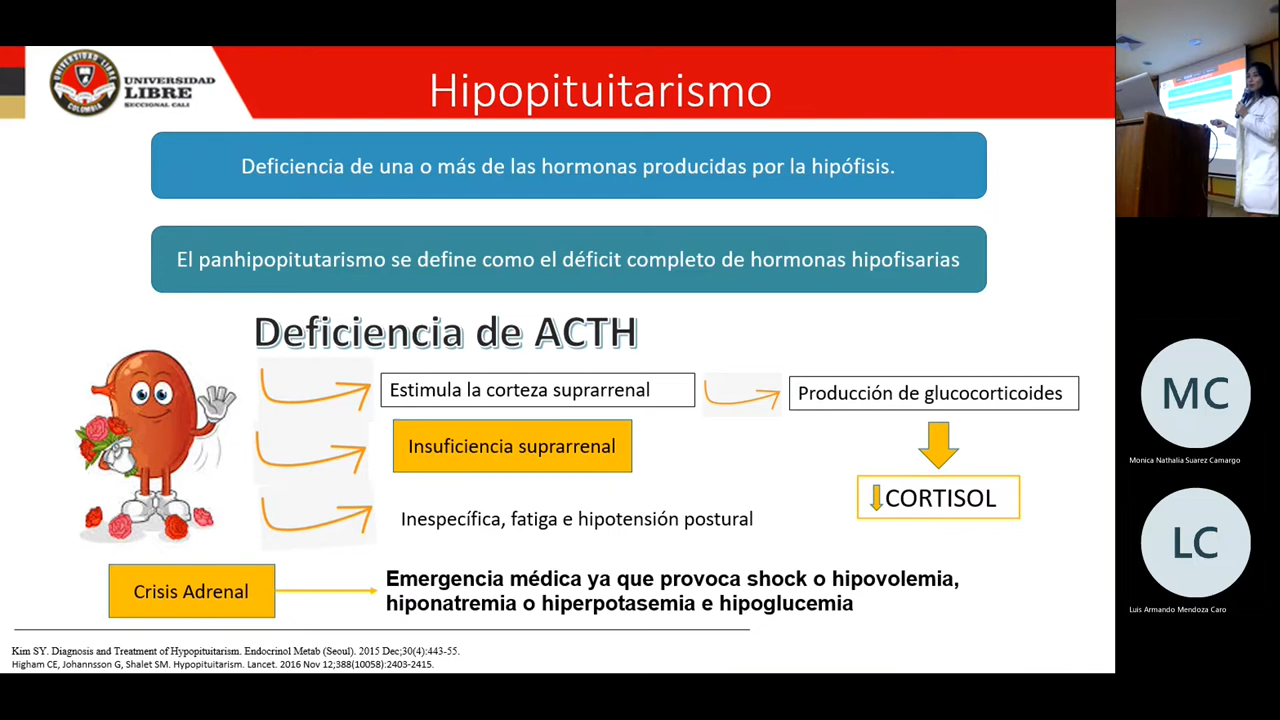 UNIVERSIDAD LIBRE
COLOMBIA
UNIVERSIDAD
LIBRE
SECCIONAL CALI
Hipopituitarismo
Deficiencia de una o más de las hormonas producidas por la hipófisis.
El panhipopitutarismo se define como el déficit completo de hormonas hipofisarias
Deficiencia de ACTH
Estimula la corteza suprarrenal
Producción de glucocorticoides
Insuficiencia suprarrenal
CORTISOL
Inespecífica, fatiga e hipotensión postural
Crisis Adrenal
Emergencia médica ya que provoca shock o hipovolemia,
hiponatremia o hiperpotasemia e hipoglucemia
Kim SY. Diagnosis and Treatment of Hypopituitarism. Endocrinol Metab (Seoul). 2015 Dec;30(4):443-55.
Higham CE, Johannsson G, Shalet SM. Hypopituitarism. Lancet. 2016 Nov 12;388(10058):2403-2415.
MC
Monica Nathalia Suarez Camargo
LC
Luis Armando Mendoza Caro